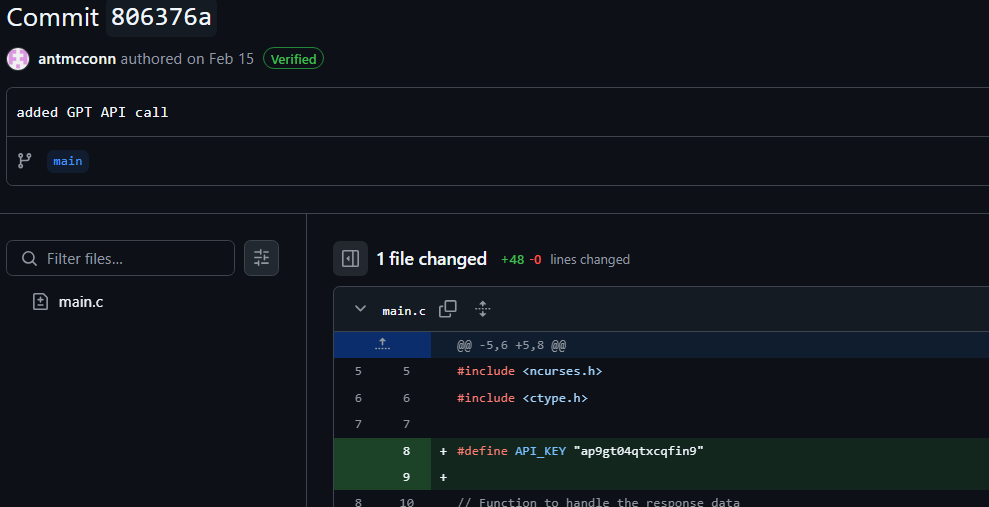 Commit 806376a
antmcconn authored on Feb 15 Verified
added GPT API call
main
Filter files...
main.c
1 file changed +48 -0 lines changed
main.c
@@ -5,6 +5,8 @@
5 5 #include <ncurses.h>
6 6 #include <ctype.h>
7 7
8 + #define API_KEY "ap9gt04qtxcqfin9"
9 +
8 10 // Function to handle the response data